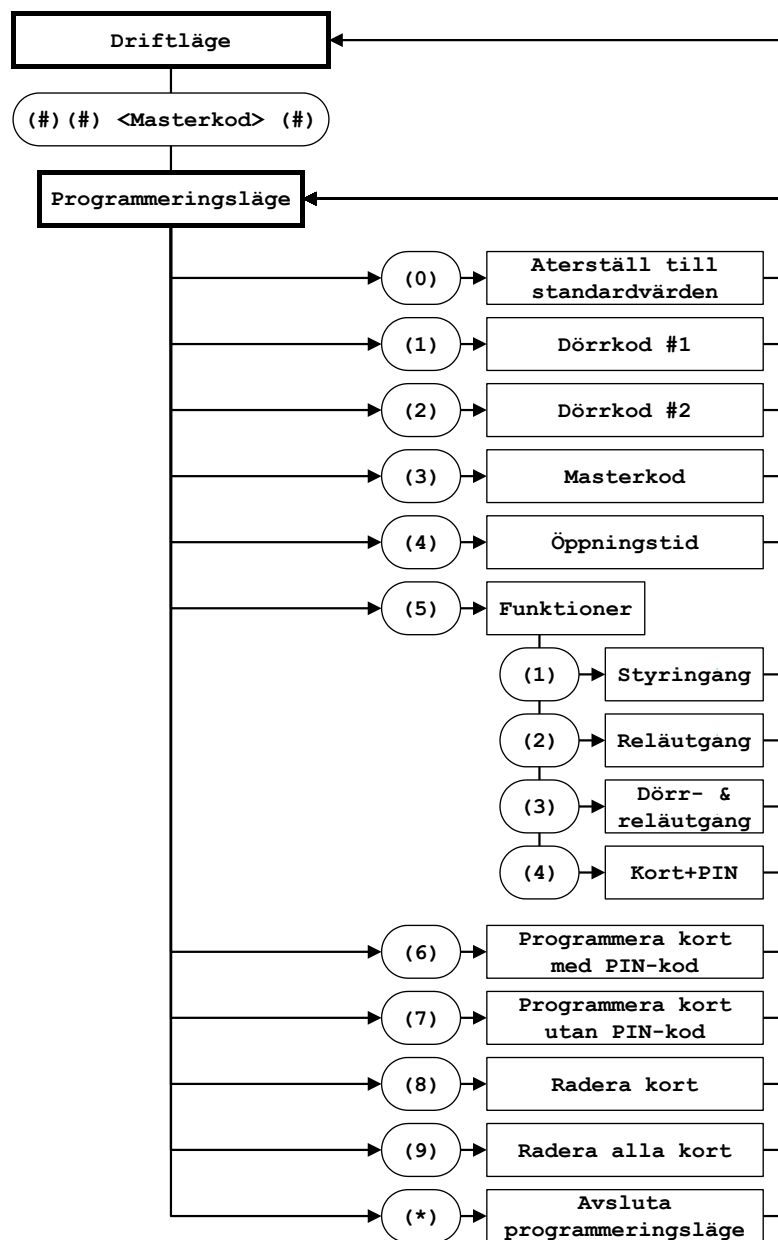 Driftläge
(#)(#) <Masterkod> (#)
Programmeringsläge
(0)
Aterställ till
standardvärden
(1)
Dörrkod #1
(2)
Dörrkod #2
(3)
Masterkod
(4)
Öppningstid
(5)
Funktioner
(1)
Styringang
(2)
Reläutgang
(3)
Dörr- &
reläutgang
(4)
Kort+PIN
(6)
Programmera kort
med PIN-kod
(7)
Programmera kort
utan PIN-kod
(8)
Radera kort
(9)
Radera alla kort
(*)
Avsluta
programmeringsläge